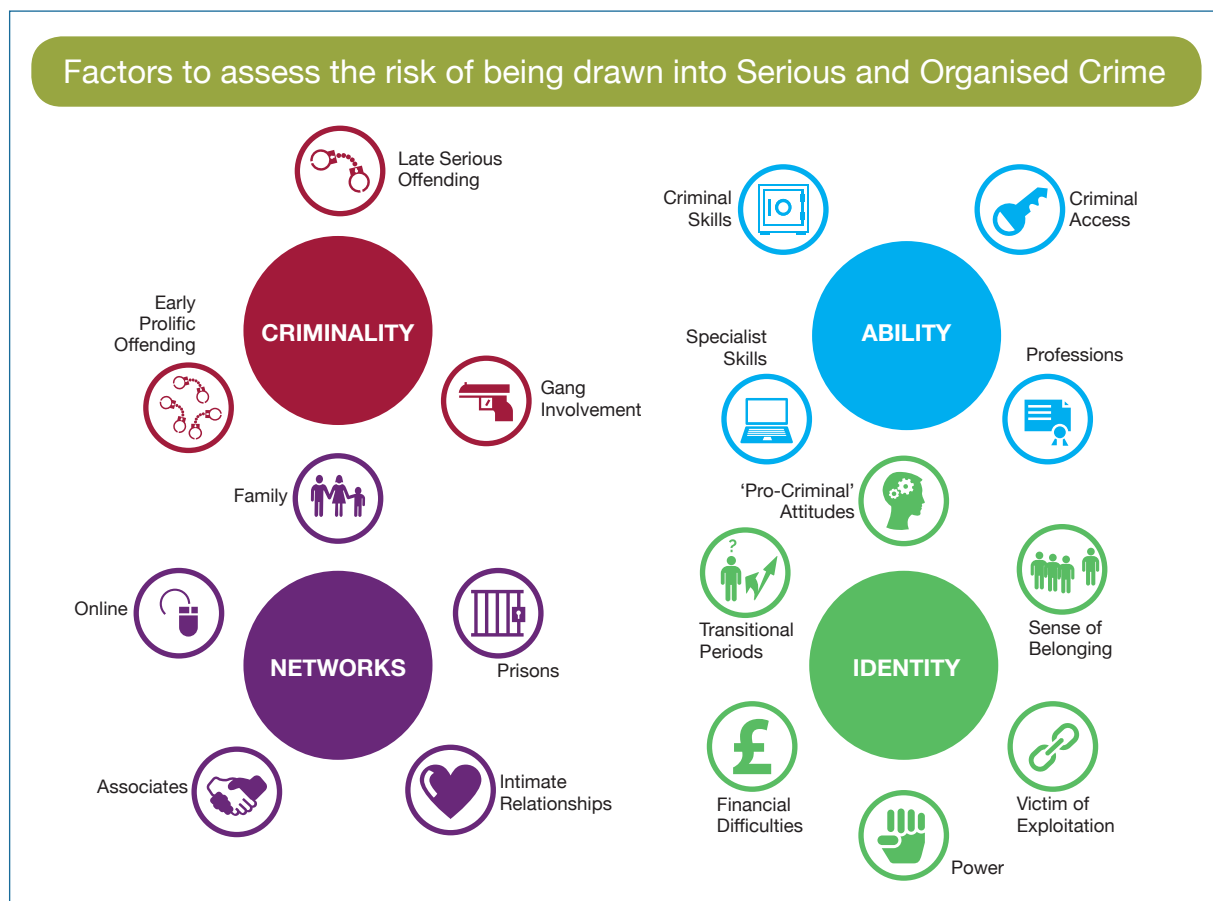 Factors to assess the risk of being drawn into Serious and Organised Crime
Late Serious
Offending
CRIMINALITY
Early
Prolific
Offending
Gang
Involvement
Criminal
Skills
Criminal
Access
ABILITY
Specialist
Skills
Professions
Family
Online
Prisons
NETWORKS
Associates
Intimate
Relationships
‘Pro-Criminal’
Attitudes
?
Transitional
Periods
Sense of
Belonging
IDENTITY
£
Financial
Difficulties
Victim of
Exploitation
Power